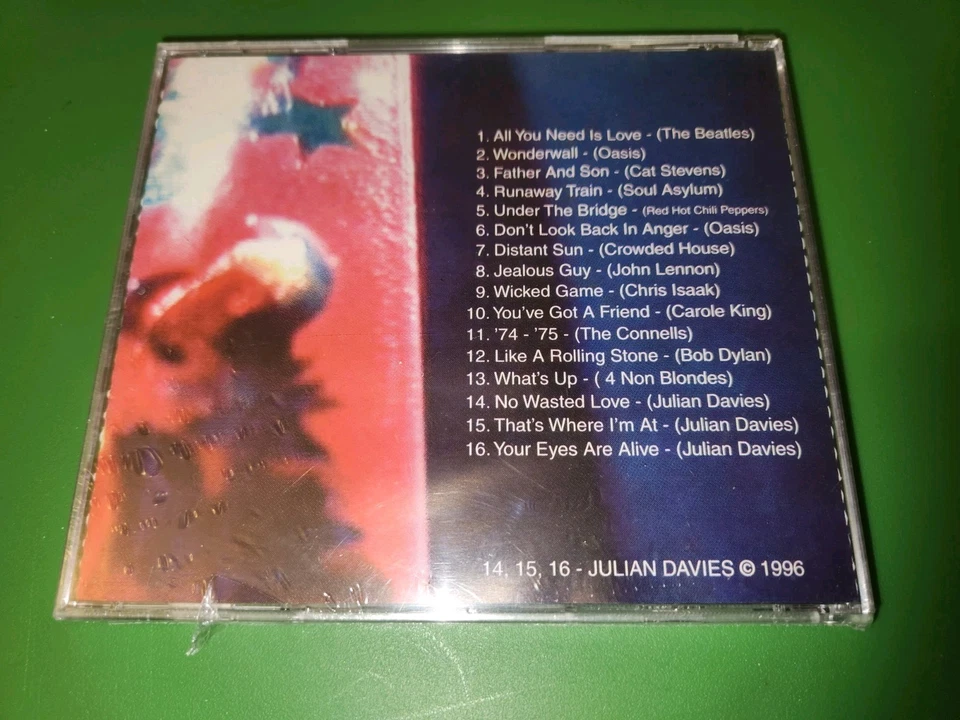 1. All You Need Is Love - (The Beatles)
2. Wonderwall - (Oasis)
3. Father And Son - (Cat Stevens)
4. Runaway Train - (Soul Asylum)
5. Under The Bridge - (Red Hot Chili Peppers)
6. Don't Look Back In Anger - (Oasis)
7. Distant Sun - (Crowded House)
8. Jealous Guy - (John Lennon)
9. Wicked Game - (Chris Isaak)
10. You've Got A Friend - (Carole King)
11. '74 - '75 - (The Connells)
12. Like A Rolling Stone - (Bob Dylan)
13. What's Up - ( 4 Non Blondes)
14. No Wasted Love - (Julian Davies)
15. That's Where I'm At - (Julian Davies)
16. Your Eyes Are Alive - (Julian Davies)
14, 15, 16 - JULIAN DAVIES © 1996